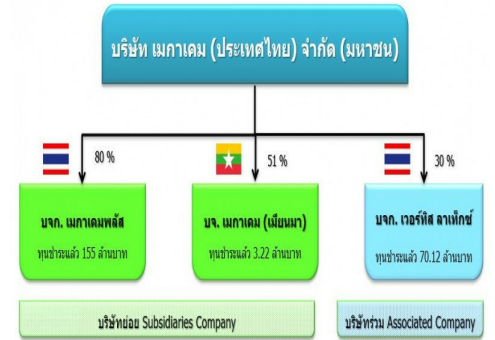 บริษัท เมกาเคม (ประเทศไทย) จำกัด (มหาชน)
80 %
51 %
30 %
บจก. เมกาเคมพลัส
ทุนชำระแล้ว 155 ล้านบาท
บจ. เมกาเคม (เมียนมา)
ทุนชำระแล้ว 3.22 ล้านบาท
บจก. เวอร์ทิส ลาเท็กซ์
ทุนชำระแล้ว 70.12 ล้านบาท
บริษัทย่อย Subsidiaries Company
บริษัทร่วม Associated Company